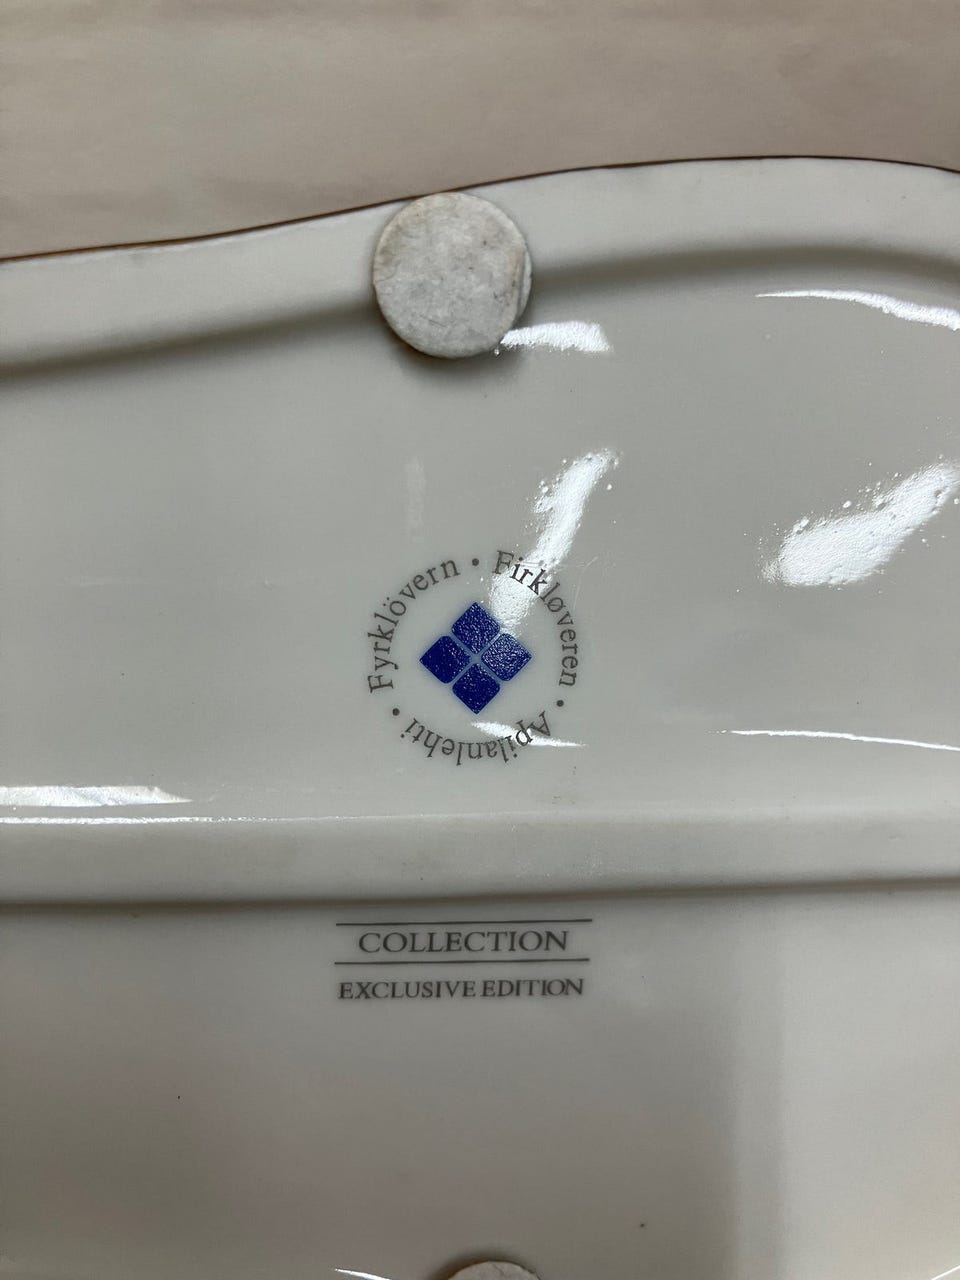 Fyrklövern • Firkløveren • Apilanlehti •
COLLECTION
EXCLUSIVE EDITION